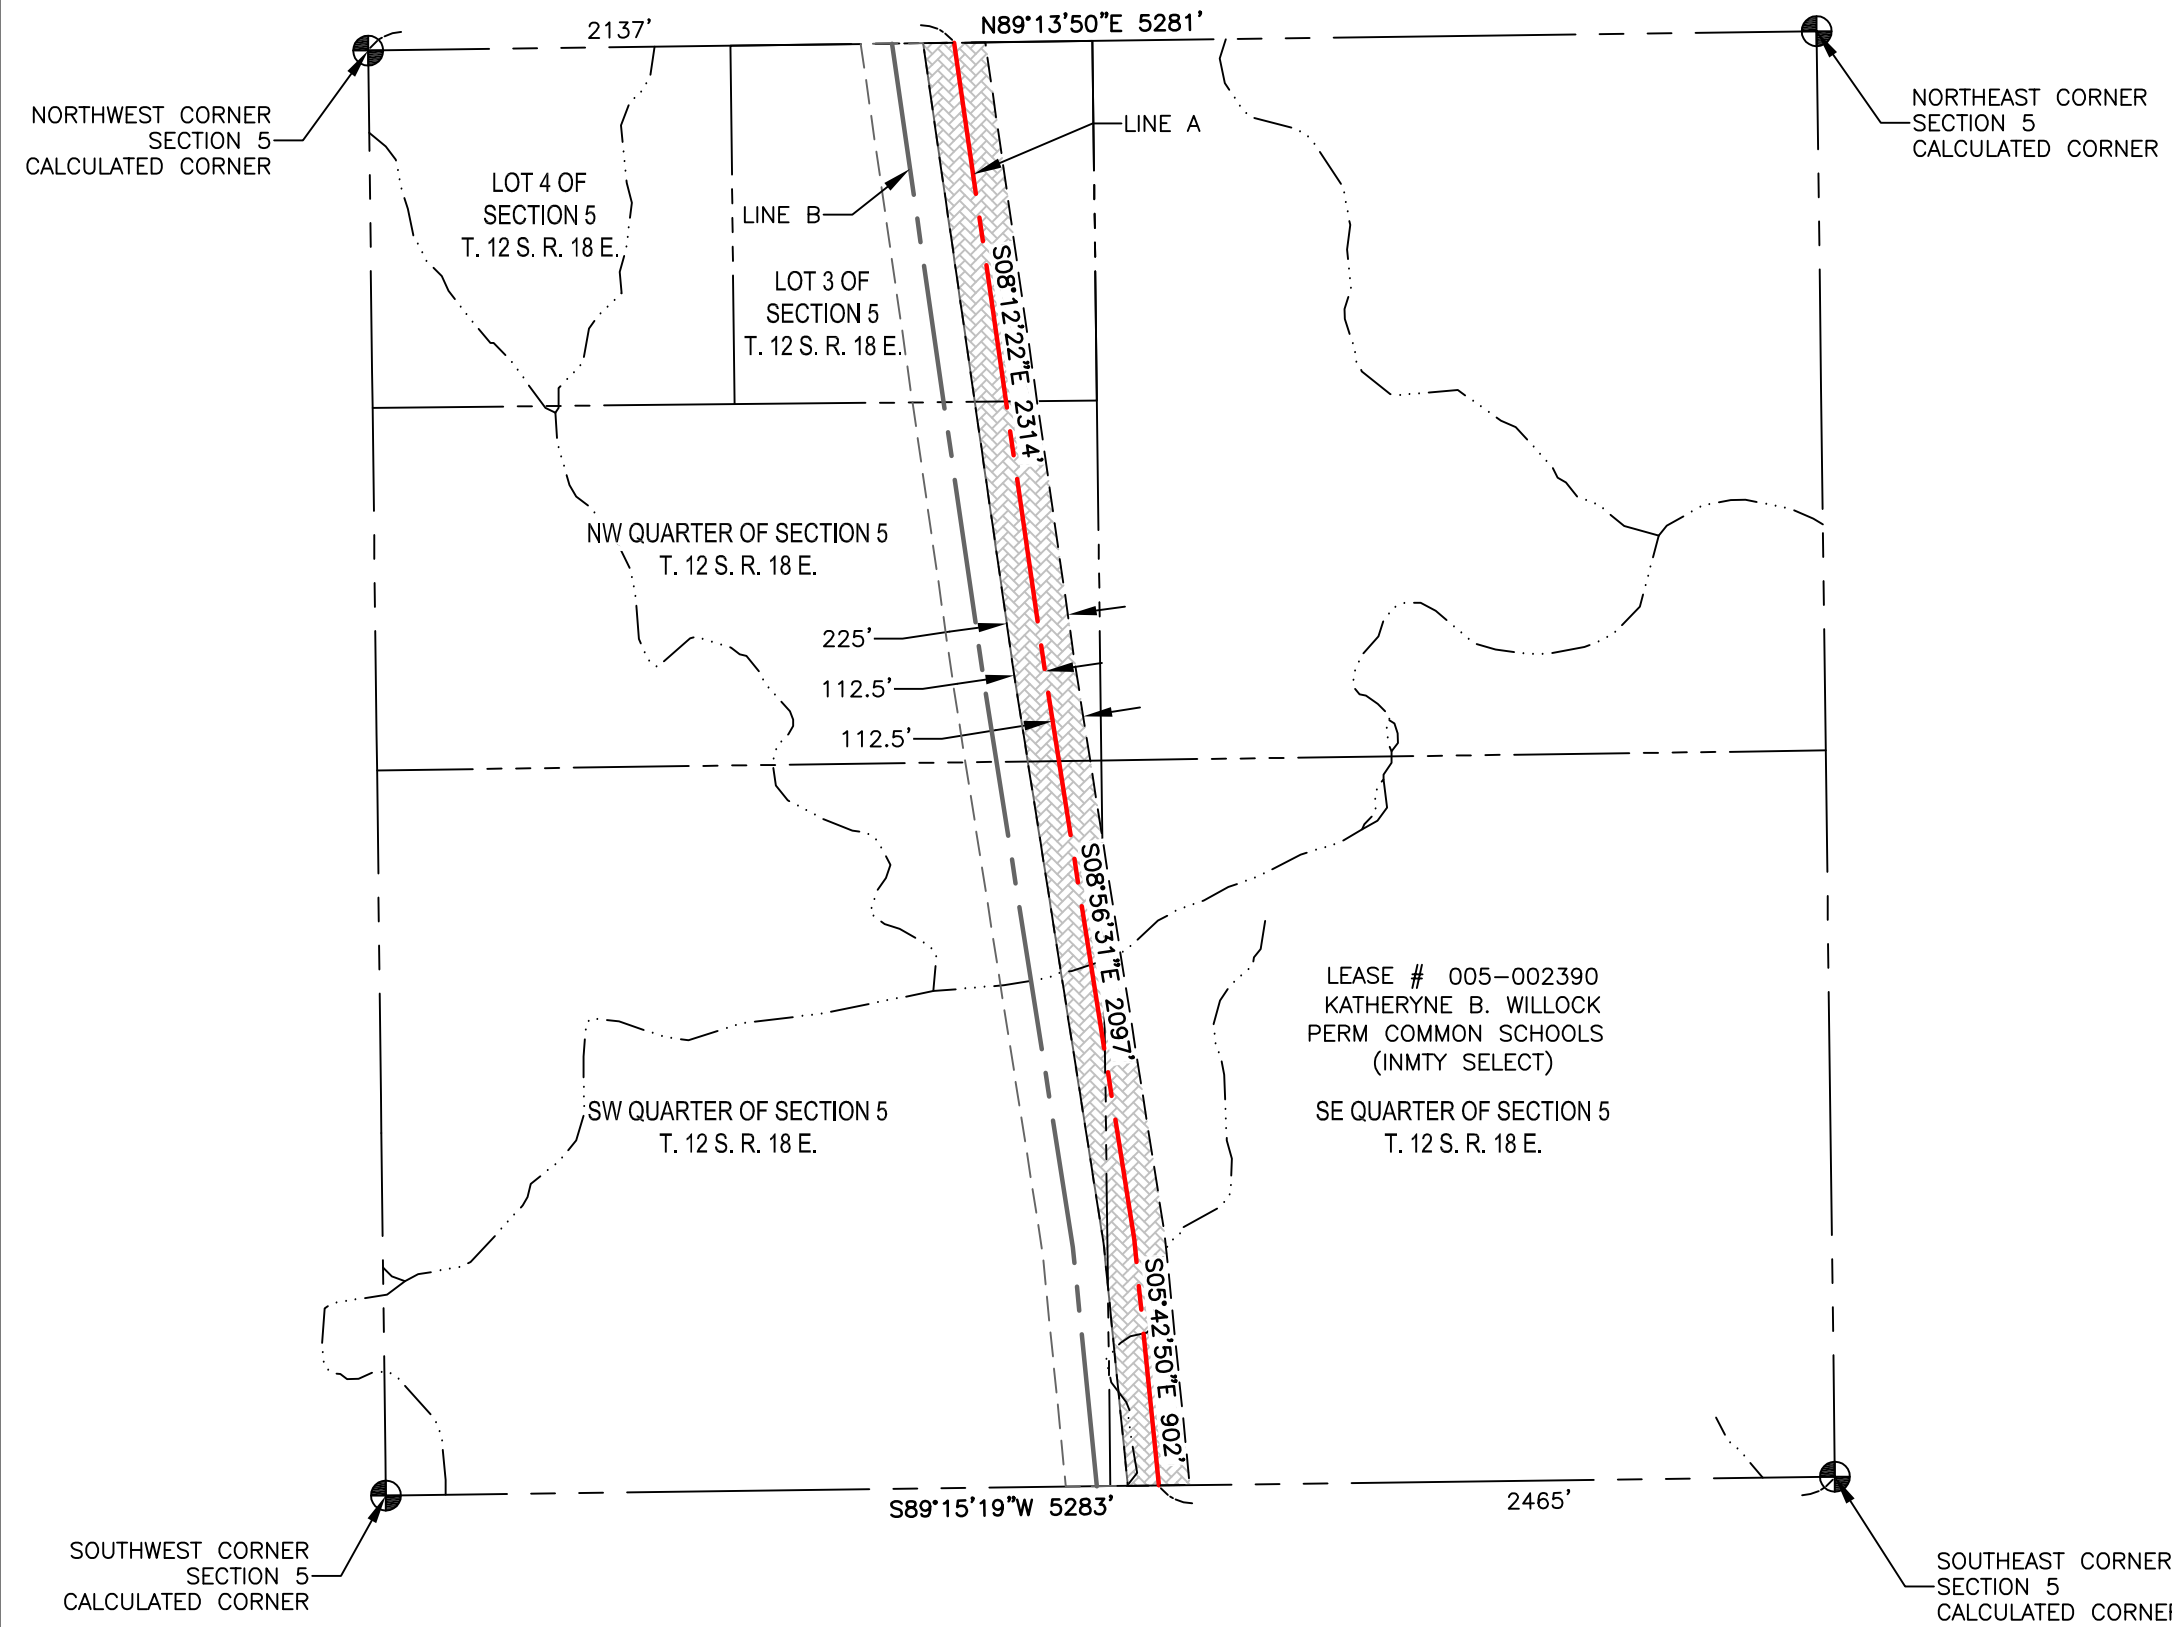 2137'
N89°13'50"E 5281'
NORTHWEST CORNER
SECTION 5
CALCULATED CORNER
NORTHEAST CORNER
SECTION 5
CALCULATED CORNER
LINE A
LOT 4 OF
SECTION 5
T. 12 S. R. 18 E.
LINE B
LOT 3 OF
SECTION 5
T. 12 S. R. 18 E.
S08°12'22"E 2314'
NW QUARTER OF SECTION 5
T. 12 S. R. 18 E.
225'
112.5'
112.5'
S08°56'31"E 2097'
LEASE # 005-002390
KATHERYNE B. WILLOCK
PERM COMMON SCHOOLS
(INMTY SELECT)
SW QUARTER OF SECTION 5
T. 12 S. R. 18 E.
SE QUARTER OF SECTION 5
T. 12 S. R. 18 E.
S05°42'50"E 902'
S89°15'19"W 5283'
2465'
SOUTHWEST CORNER
SECTION 5
CALCULATED CORNER
SOUTHEAST CORNER
SECTION 5
CALCULATED CORNER